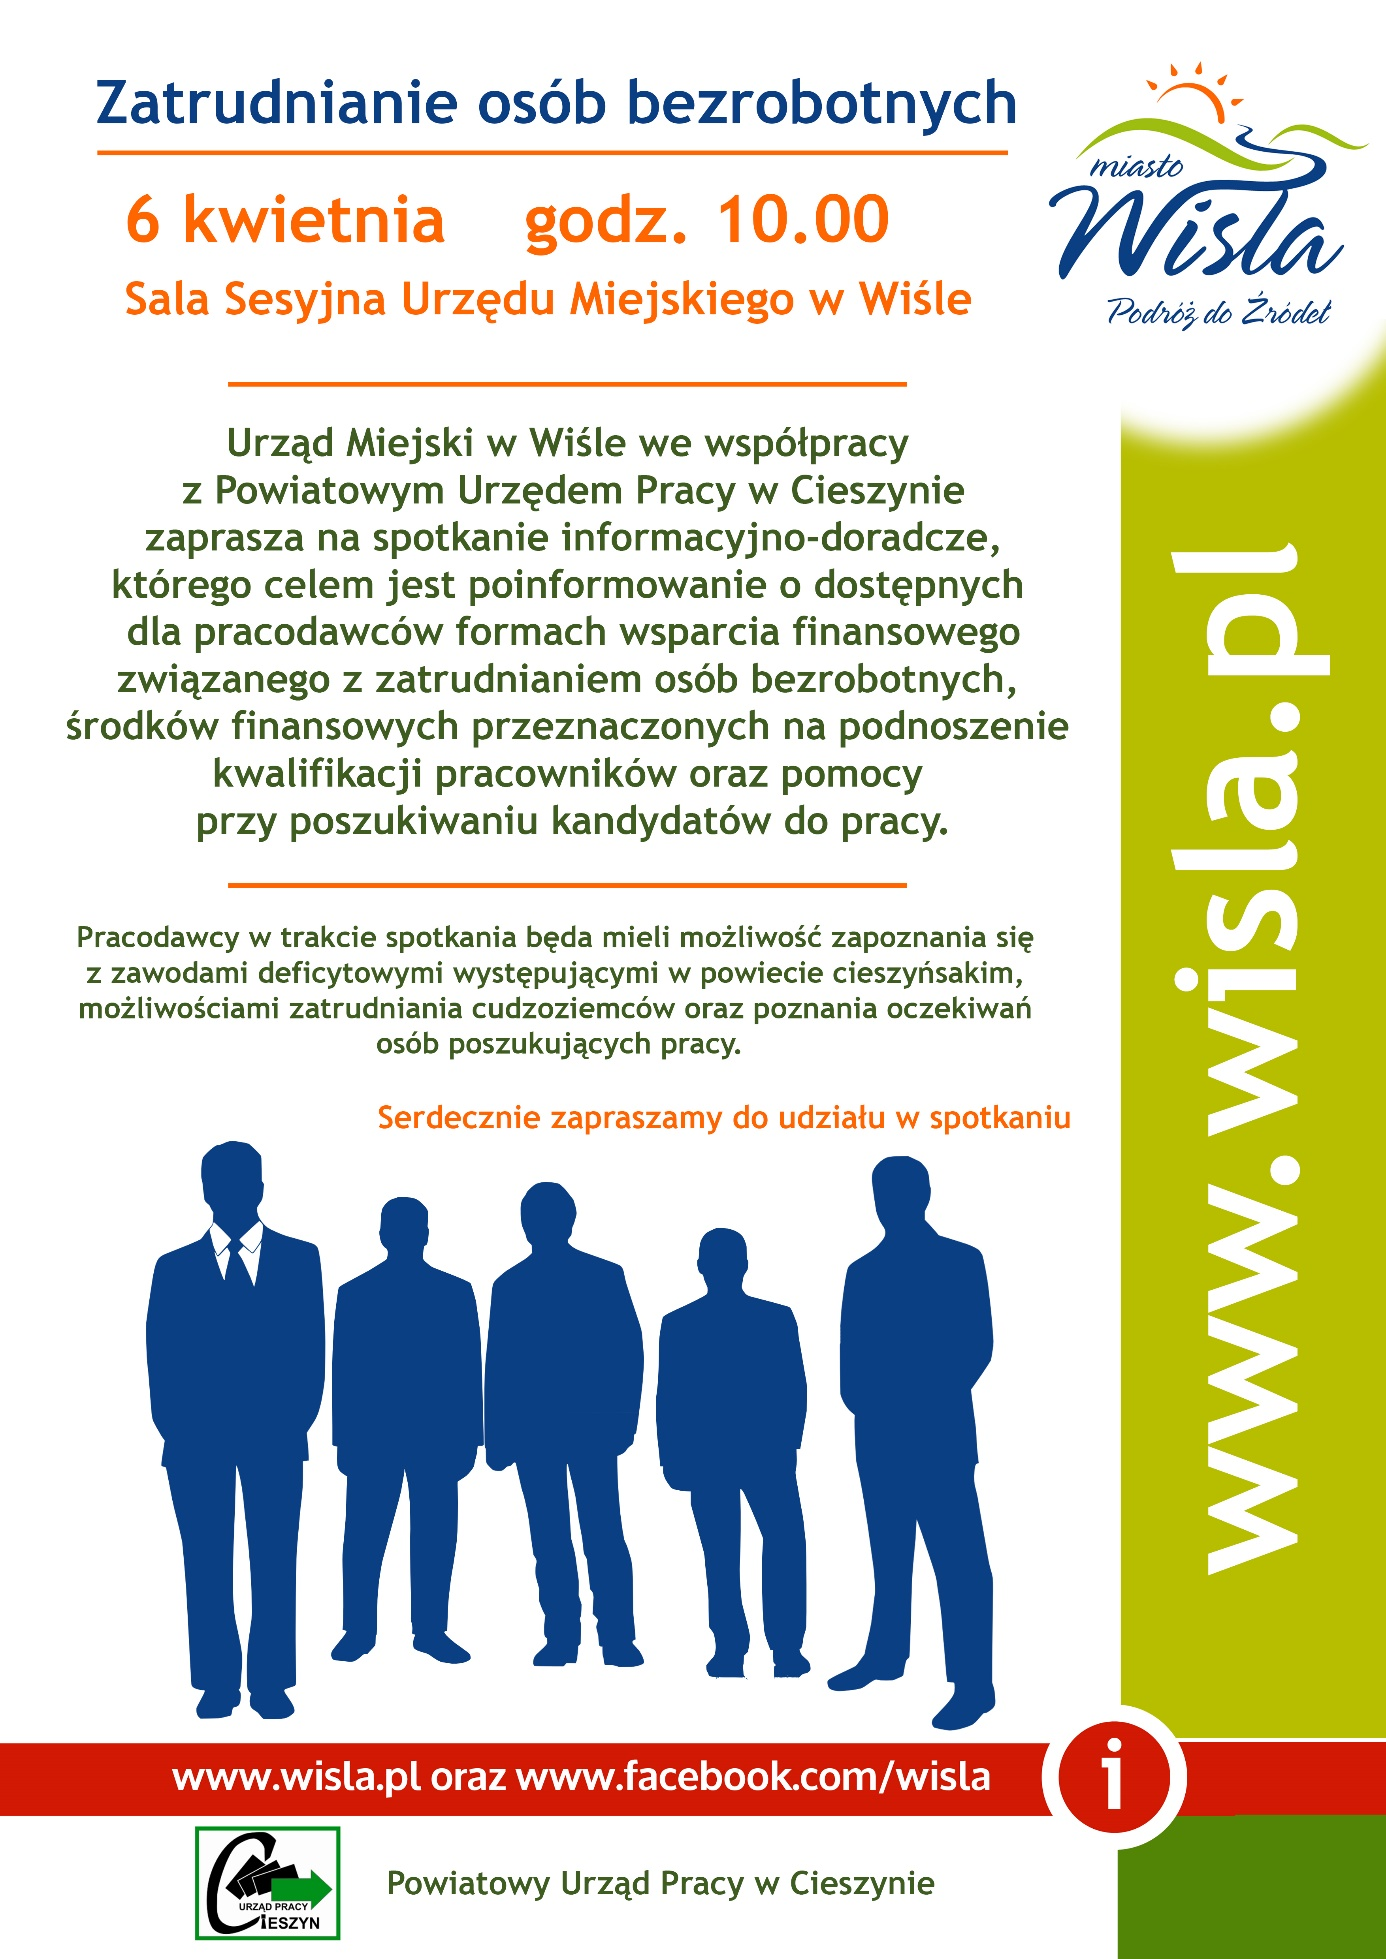 Zatrudnianie osób bezrobotnych
6 kwietnia godz. 10.00
Sala Sesyjna Urzędu Miejskiego w Wiśle
miasto
Wisła
Podróż do Źródeł
Urząd Miejski w Wiśle we współpracy
z Powiatowym Urzędem Pracy w Cieszynie
zaprasza na spotkanie informacyjno-doradcze,
którego celem jest poinformowanie o dostępnych
dla pracodawców formach wsparcia finansowego
związanego z zatrudnianiem osób bezrobotnych,
środków finansowych przeznaczonych na podnoszenie
kwalifikacji pracowników oraz pomocy
przy poszukiwaniu kandydatów do pracy.
Pracodawcy w trakcie spotkania będa mieli możliwość zapoznania się
z zawodami deficytowymi występującymi w powiecie cieszyńsakim,
możliwościami zatrudniania cudzoziemców oraz poznania oczekiwań
osób poszukujących pracy.
Serdecznie zapraszamy do udziału w spotkaniu
www.wisla.pl
www.wisla.pl oraz www.facebook.com/wisla
i
URZĄD PRACY
CIESZYN
Powiatowy Urząd Pracy w Cieszynie